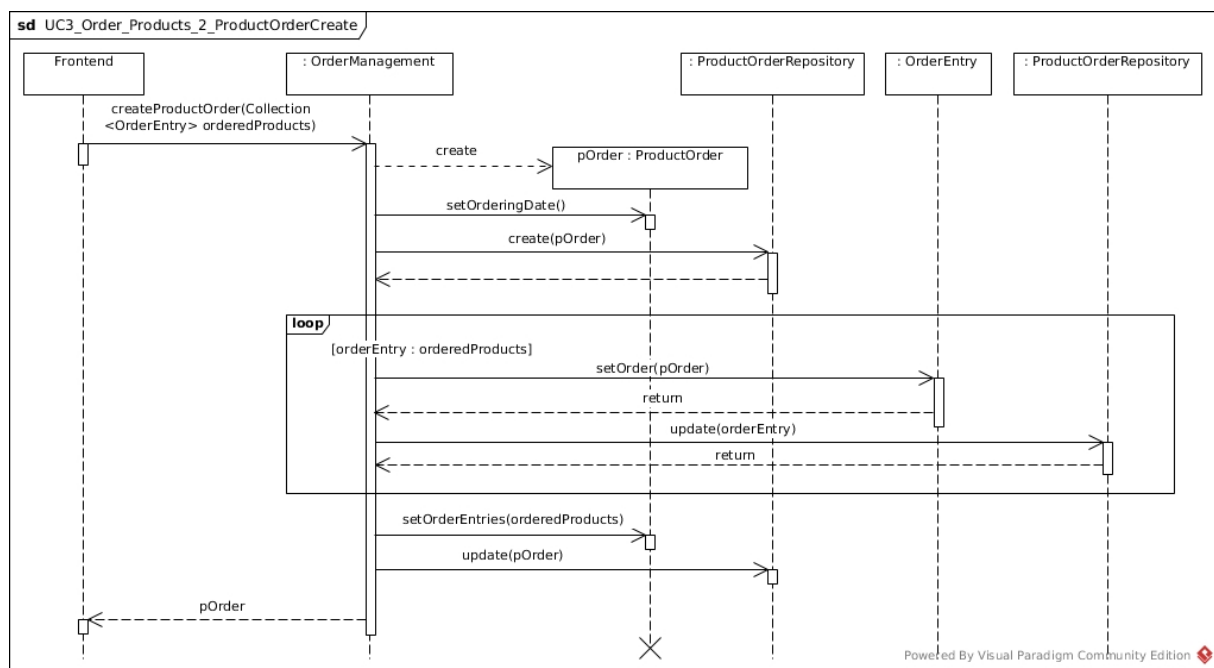 sd UC3_Order_Products_2_ProductOrderCreate
Frontend
: OrderManagement
: ProductOrderRepository
: OrderEntry
: ProductOrderRepository
createProductOrder(Collection
<OrderEntry> orderedProducts)
create
pOrder : ProductOrder
setOrderingDate()
create(pOrder)
loop
[orderEntry : orderedProducts]
setOrder(pOrder)
return
update(orderEntry)
return
setOrderEntries(orderedProducts)
update(pOrder)
pOrder
Powered By Visual Paradigm Community Edition